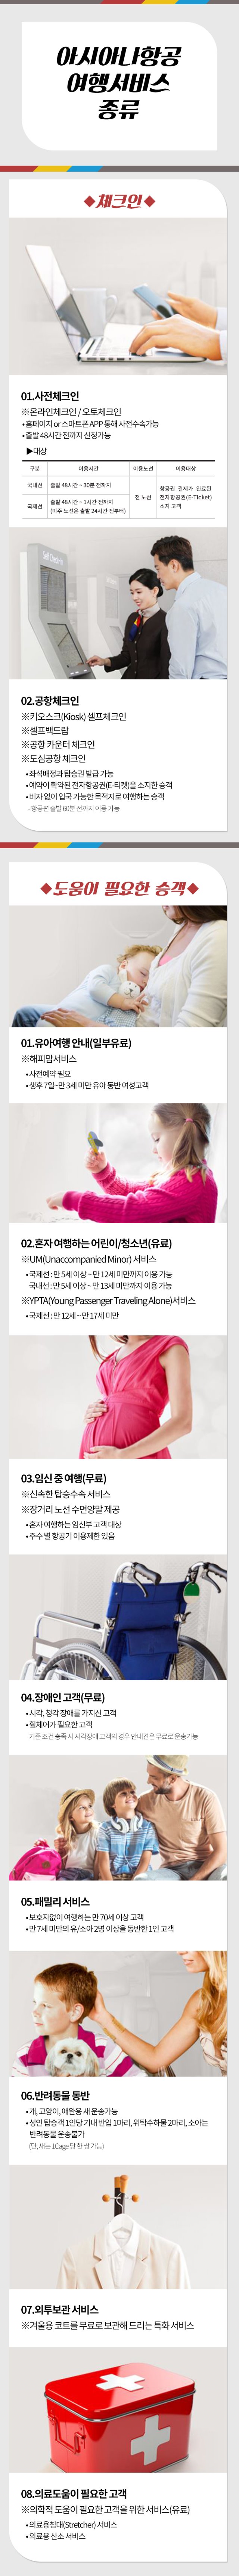 아시아나항공
여행서비스
종류
◆체크인◆
01.사전체크인
※온라인체크인 / 오토체크인
•홈페이지 or 스마트폰 APP 통해 사전수속가능
•출발 48시간 전까지 신청가능
▶대상
구분 이용시간 이용노선 이용대상
국내선 출발 48시간 ~ 30분 전까지
국제선 출발 48시간 ~ 1시간 전까지
(미주 노선은 출발 24시간 전부터)
전 노선
항공권 결제가 완료된
전자항공권(E-Ticket)
소지 고객
Self Check-in
02.공항체크인
※키오스크(Kiosk) 셀프체크인
※셀프백드랍
※공항 카운터 체크인
※도심공항 체크인
•좌석배정과 탑승권 발급 가능
•예약이 확약된 전자항공권(E-티켓)을 소지한 승객
•비자 없이 입국 가능한 목적지로 여행하는 승객
- 항공편 출발 60분 전까지 이용 가능
◆도움이 필요한 승객◆
01.유아여행 안내(일부유료)
※해피맘서비스
•사전예약 필요
•생후 7일~만 3세 미만 유아 동반 여성고객
02.혼자 여행하는 어린이/청소년(유료)
※UM(Unaccompanied Minor) 서비스
•국제선 : 만 5세 이상 ~ 만 12세 미만까지 이용 가능
국내선 : 만 5세 이상 ~ 만 13세 미만까지 이용 가능
※YPTA(Young Passenger Traveling Alone)서비스
•국제선 : 만 12세 ~ 만 17세 미만
03.임신 중 여행(무료)
※신속한 탑승수속 서비스
※장거리 노선 수면양말 제공
•혼자 여행하는 임신부 고객 대상
•주수 별 항공기 이용제한 있음
04.장애인 고객(무료)
•시각, 청각 장애를 가지신 고객
•휠체어가 필요한 고객
기준 조건 충족 시 시각장애 고객의 경우 안내견은 무료로 운송가능
05.패밀리 서비스
•보호자없이 여행하는 만 70세 이상 고객
•만 7세 미만의 유/소아 2명 이상을 동반한 1인 고객
06.반려동물 동반
•개, 고양이, 애완용 새 운송가능
•성인 탑승객 1인당 기내 반입 1마리, 위탁수하물 2마리, 소아는
반려동물 운송불가
(단, 새는 1Cage 당 한 쌍 가능)
07.외투보관 서비스
※겨울용 코트를 무료로 보관해 드리는 특화 서비스
08.의료도움이 필요한 고객
※의학적 도움이 필요한 고객을 위한 서비스(유료)
•의료용침대(Stretcher) 서비스
•의료용 산소 서비스